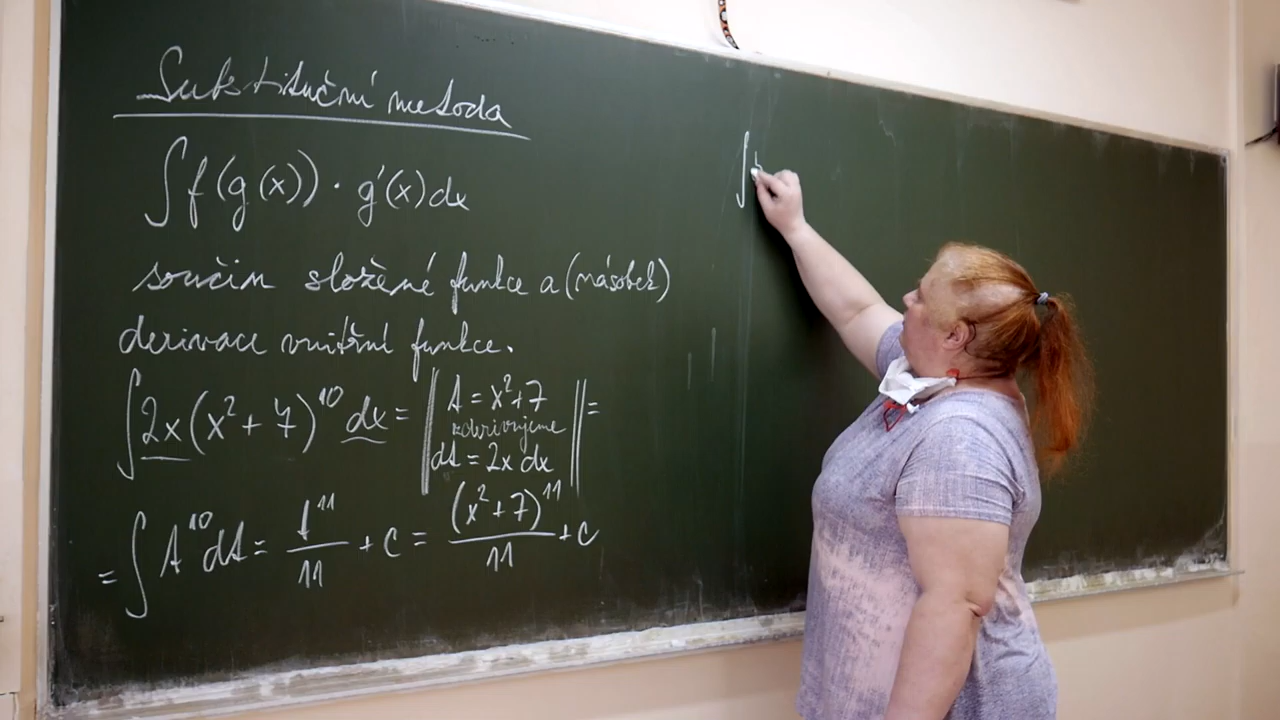 Substituční metoda
∫ f(g(x)) · g'(x) dx
součin složené funkce a (násobek)
derivace vnitřní funkce.
∫ 2x(x² + 7)¹⁰ dx = || t = x² + 7 zderivujeme dt = 2x dx || =
= ∫ t¹⁰ dt = t¹¹/11 + c = (x² + 7)¹¹/11 + c
∫